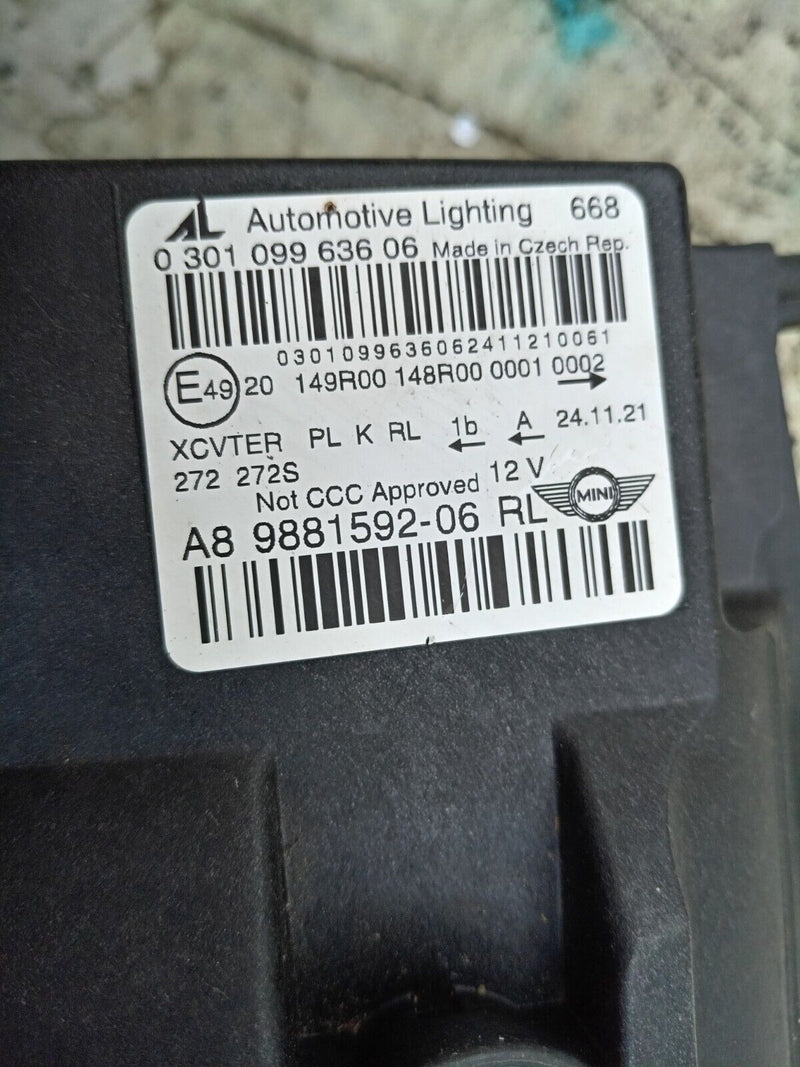 AL Automotive Lighting 668
0 301 099 636 06 Made in Czech Rep.
0301099636062411210061
E49 20 149R00 148R00 0001 0002
XCVTER PL K RL 1b A 24.11.21
272 272S
Not CCC Approved 12 V
A8 9881592-06 RL MINI